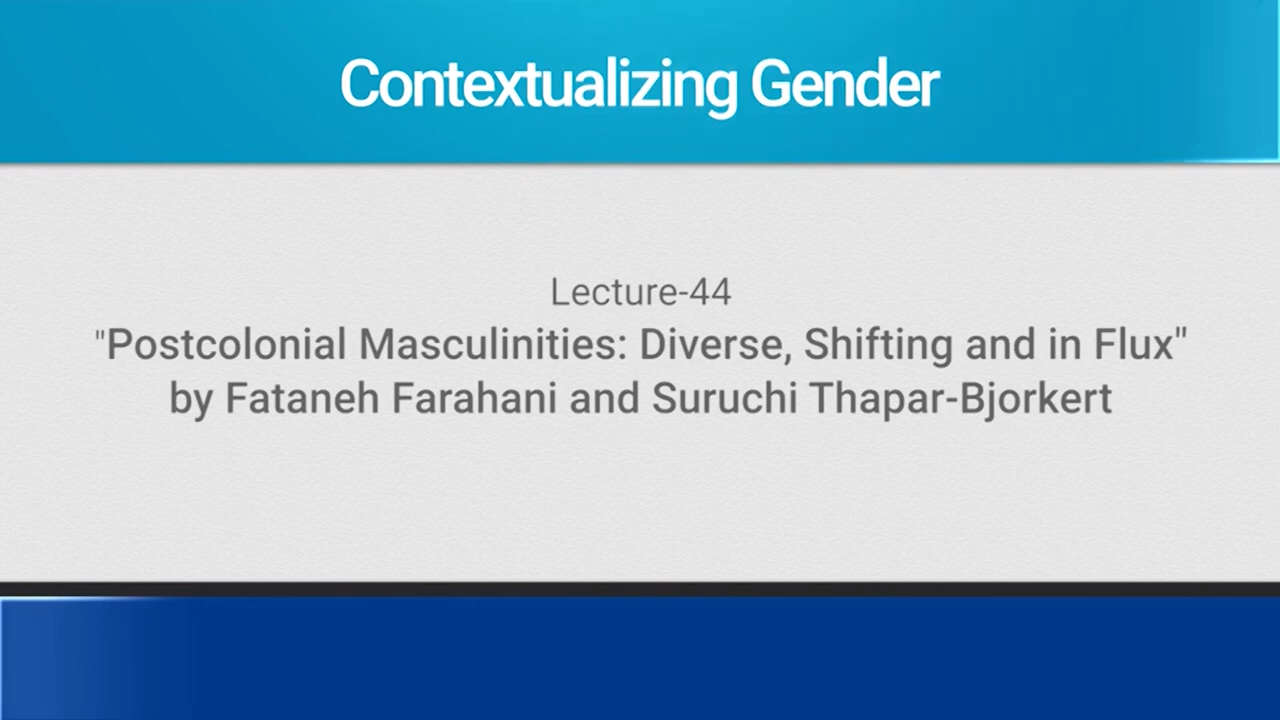 Contextualizing Gender
Lecture-44
"Postcolonial Masculinities: Diverse, Shifting and in Flux"
by Fataneh Farahani and Suruchi Thapar-Bjorkert